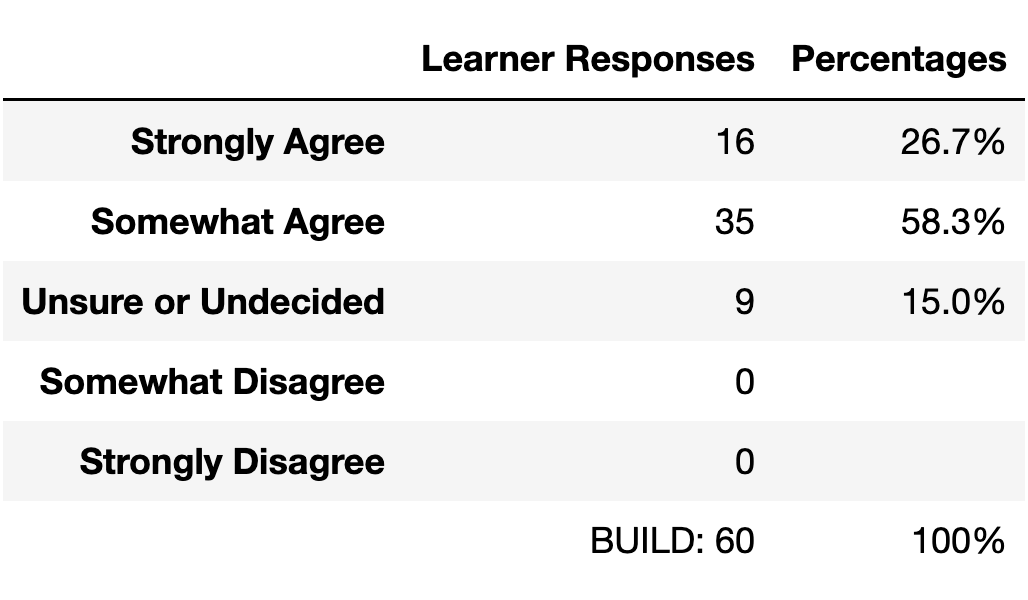 Learner Responses Percentages
Strongly Agree 16 26.7%
Somewhat Agree 35 58.3%
Unsure or Undecided 9 15.0%
Somewhat Disagree 0
Strongly Disagree 0
BUILD: 60 100%